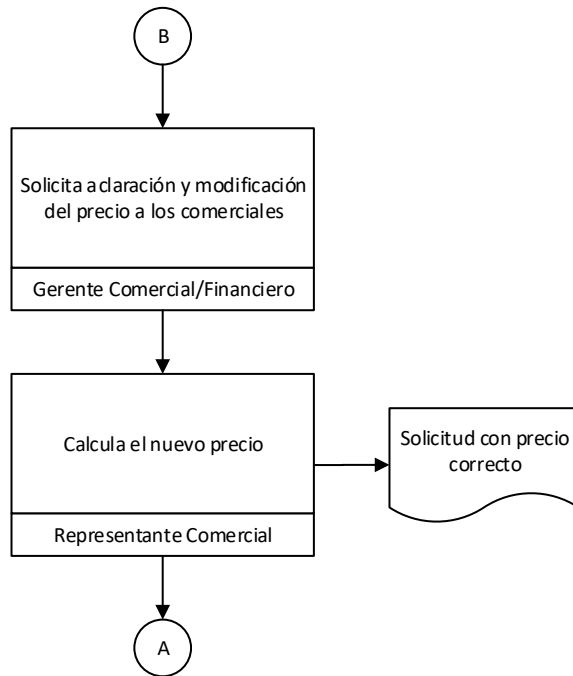 B
Solicita aclaración y modificación
del precio a los comerciales
Gerente Comercial/Financiero
Calcula el nuevo precio
Solicitud con precio
correcto
Representante Comercial
A